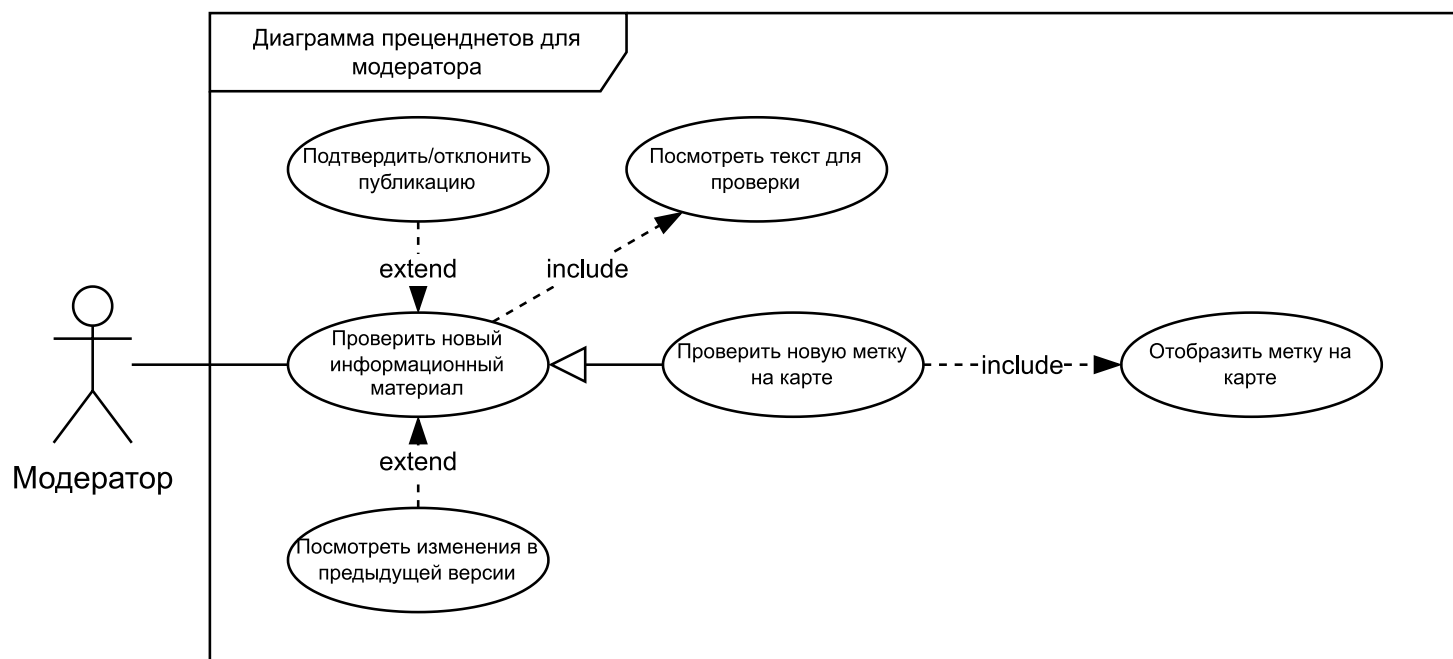 Диаграмма преценднетов для
модератора
Подтвердить/отклонить
публикацию
Посмотреть текст для
проверки
extend
include
Проверить новый
информационный
материал
Проверить новую метку
на карте
include
Отобразить метку на
карте
Модератор
extend
Посмотреть изменения в
предыдущей версии